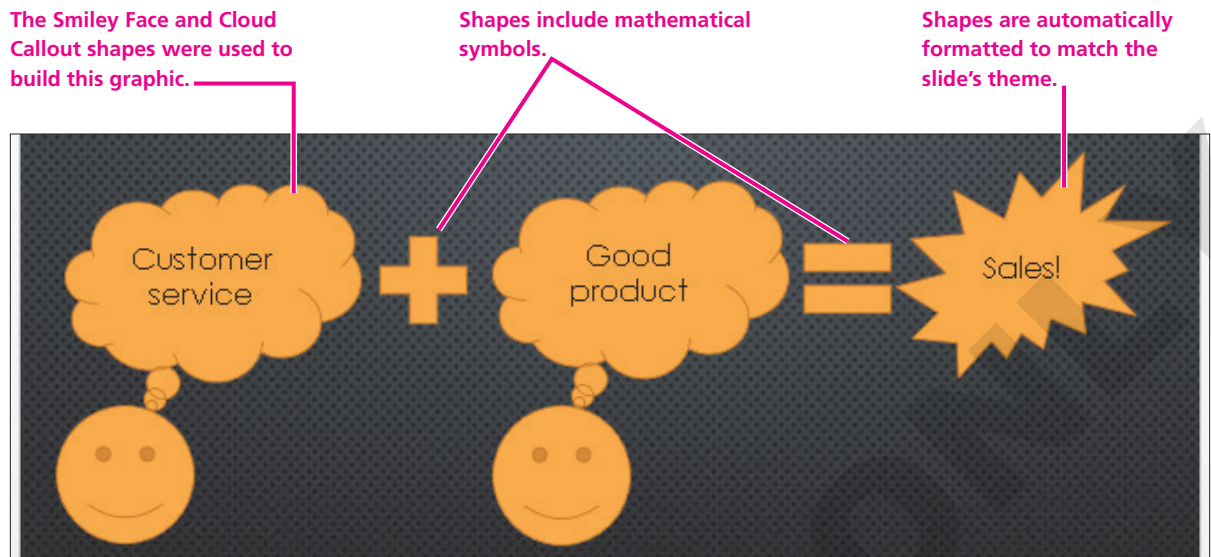 The Smiley Face and Cloud
Callout shapes were used to
build this graphic.
Shapes include mathematical
symbols.
Shapes are automatically
formatted to match the
slide's theme.
Customer
service
Good
product
Sales!